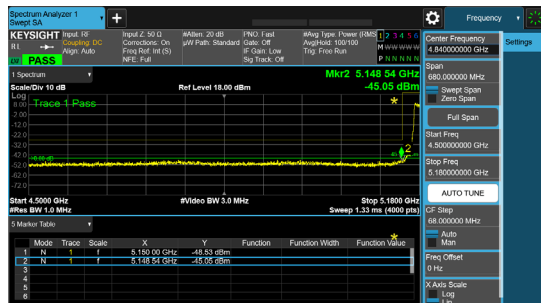 Spectrum Analyzer 1
Swept SA
Frequency
KEYSIGHT
Input: RF
Coupling: DC
Align: Auto
Input Z: 50 Ω
Corrections: On
Freq Ref: Int (S)
NFE: Full
#Atten: 20 dB
µW Path: Standard
PNO: Fast
Gate: Off
IF Gain: Low
Sig Track: Off
#Avg Type: Power (RMS
Avg|Hold: 100/100
Trig: Free Run
1 2 3 4 5 6
M W W W W W
P N N N N N
PASS
1 Spectrum
Mkr2 5.148 54 GHz
Scale/Div 10 dB
Ref Level 18.00 dBm
-45.05 dBm
Log
Trace 1 Pass
8.00
-2.00
-12.0
-22.0
-32.0
-42.0
-52.0
-62.0
-72.0
2
Start 4.5000 GHz
#Video BW 3.0 MHz
Stop 5.1800 GHz
#Res BW 1.0 MHz
Sweep 1.33 ms (4000 pts)
5 Marker Table
Mode Trace Scale X Y Function Function Width Function Value
1 N 1 f 5.150 00 GHz -48.53 dBm
2 N 1 f 5.148 54 GHz -45.05 dBm
3
4
5
6
Center Frequency
4.840000000 GHz
Settings
Span
680.000000 MHz
Swept Span
Zero Span
Full Span
Start Freq
4.500000000 GHz
Stop Freq
5.180000000 GHz
AUTO TUNE
CF Step
68.000000 MHz
Auto
Man
Freq Offset
0 Hz
X Axis Scale
Log
Lin